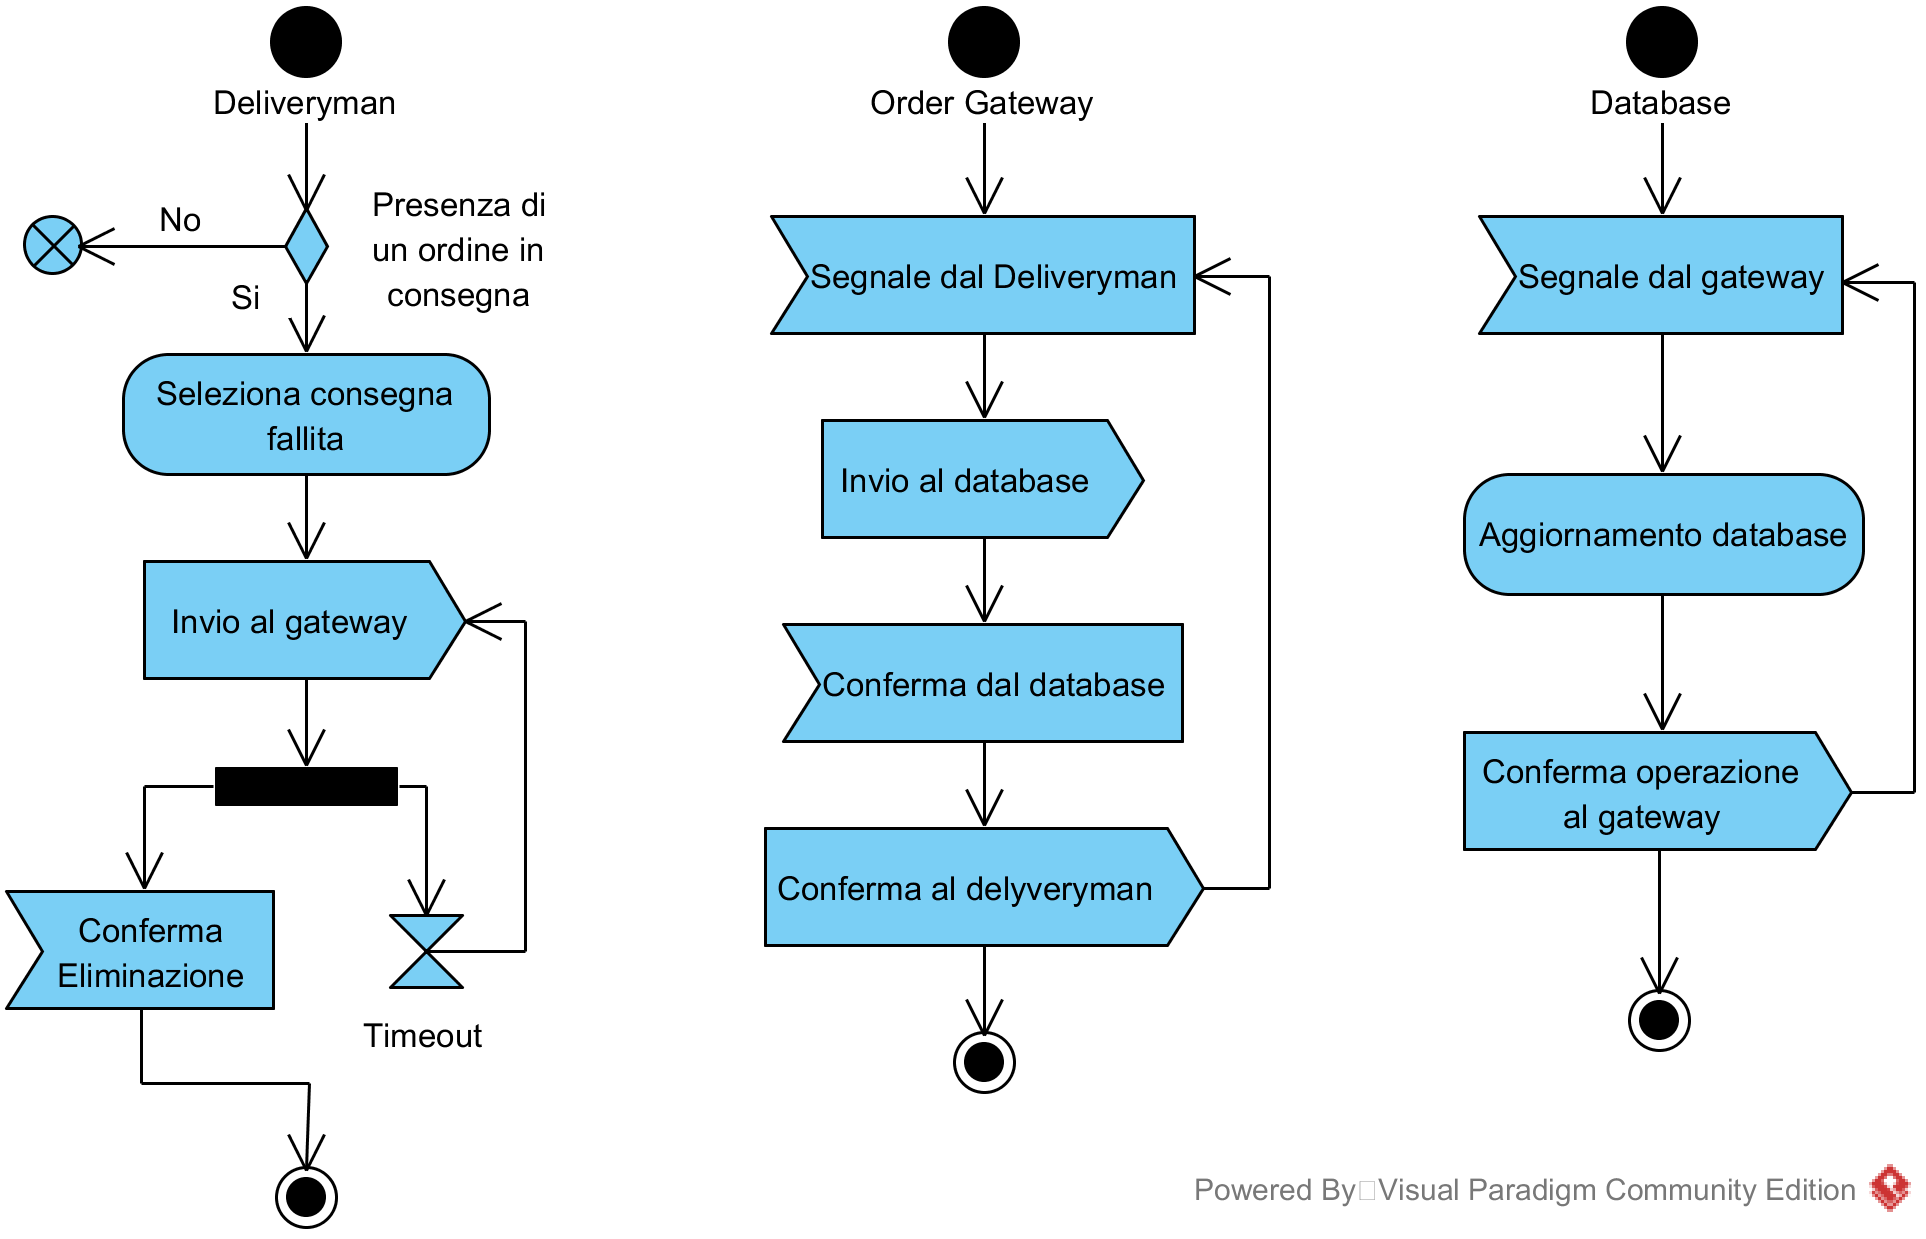 Deliveryman
No
Presenza di
un ordine in
consegna
Si
Seleziona consegna
fallita
Invio al gateway
Conferma
Eliminazione
Timeout
Order Gateway
Segnale dal Deliveryman
Invio al database
Conferma dal database
Conferma al delyveryman
Database
Segnale dal gateway
Aggiornamento database
Conferma operazione
al gateway
Powered By Visual Paradigm Community Edition